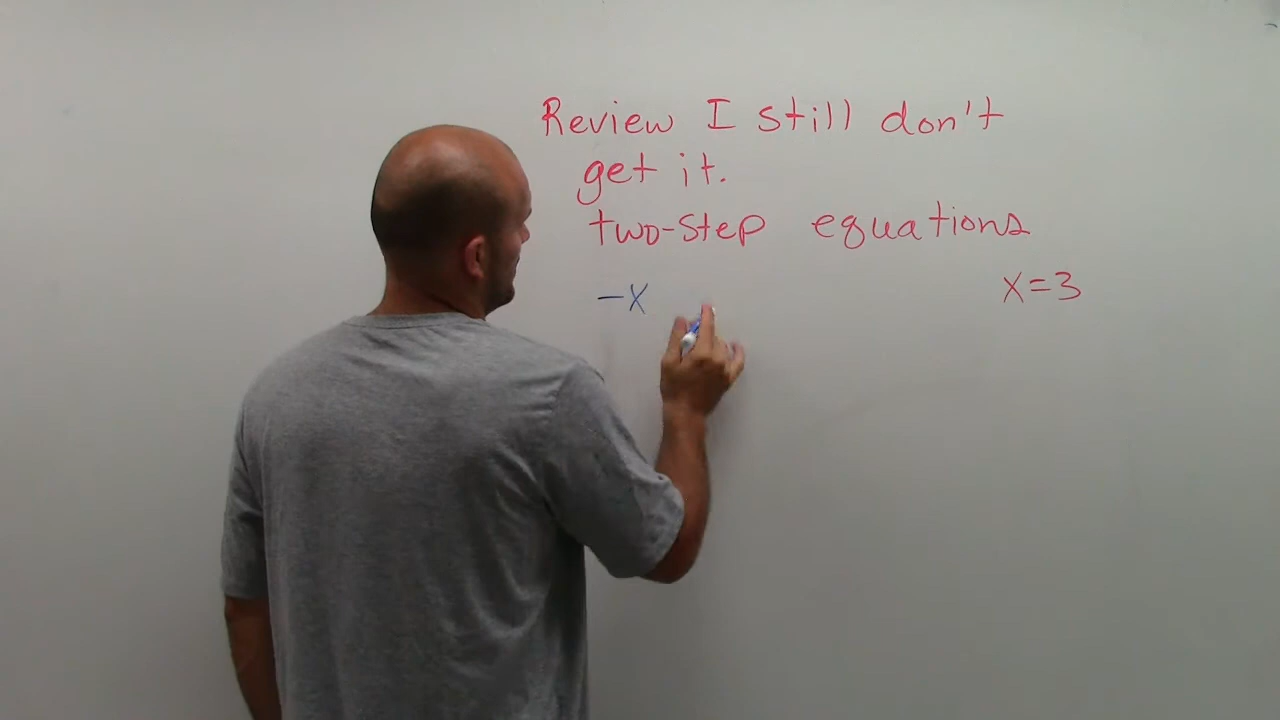 Review I still don't
get it.
two-step equations
-x x=3